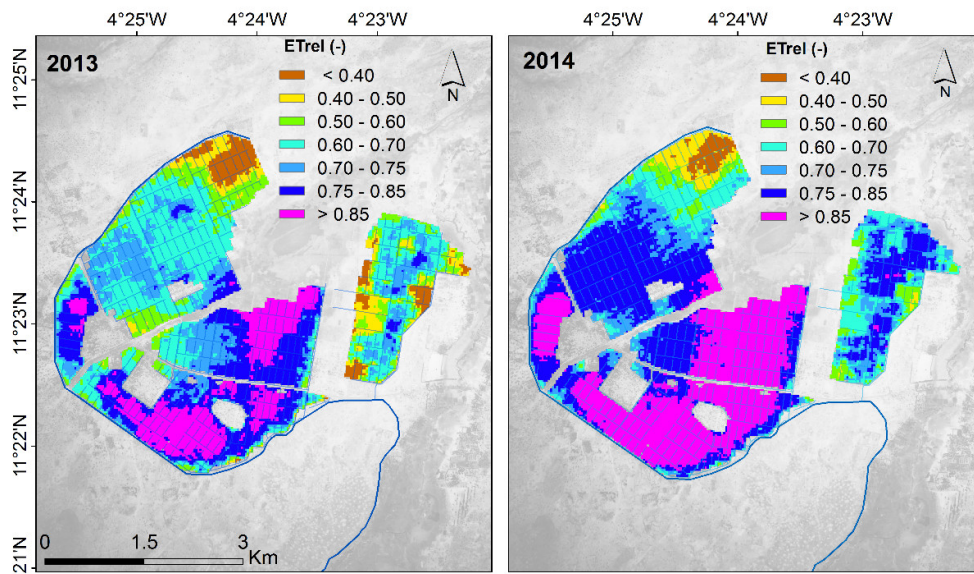 4°25'W 4°24'W 4°23'W 4°25'W 4°24'W 4°23'W
2013
ETrel (-)
< 0.40
0.40 - 0.50
0.50 - 0.60
0.60 - 0.70
0.70 - 0.75
0.75 - 0.85
> 0.85
N
2014
ETrel (-)
< 0.40
0.40 - 0.50
0.50 - 0.60
0.60 - 0.70
0.70 - 0.75
0.75 - 0.85
> 0.85
N
11°25'N
11°24'N
11°23'N
11°22'N
21'N
0 1.5 3
Km